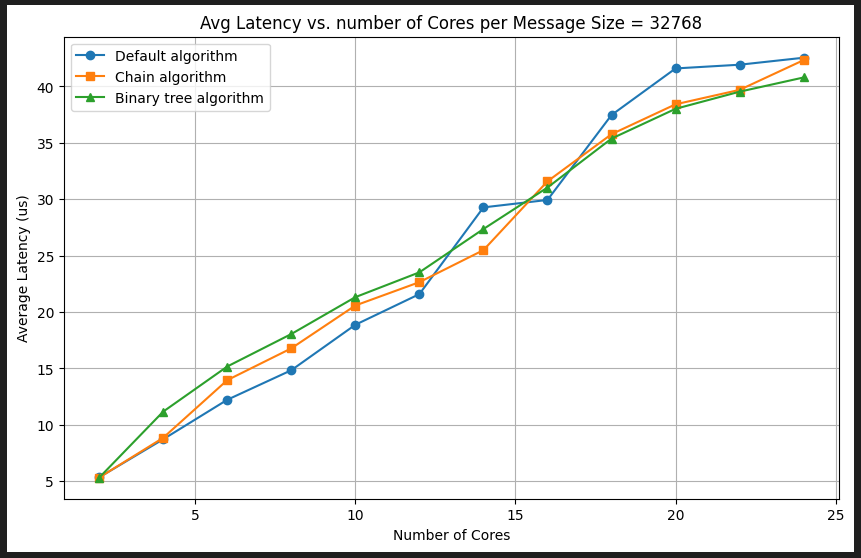 Avg Latency vs. number of Cores per Message Size = 32768
Default algorithm
Chain algorithm
Binary tree algorithm
Average Latency (us)
40
35
30
25
20
15
10
5
5
10
15
20
25
Number of Cores